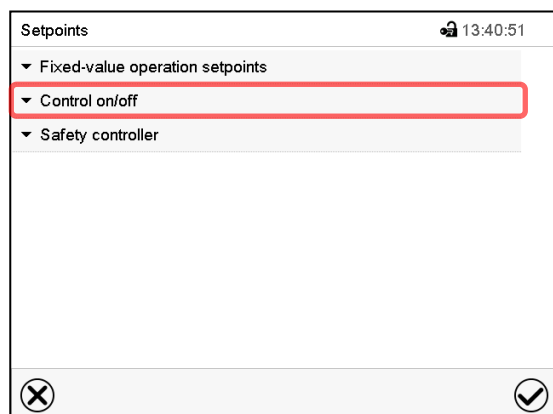 Setpoints 13:40:51
Fixed-value operation setpoints
Control on/off
Safety controller